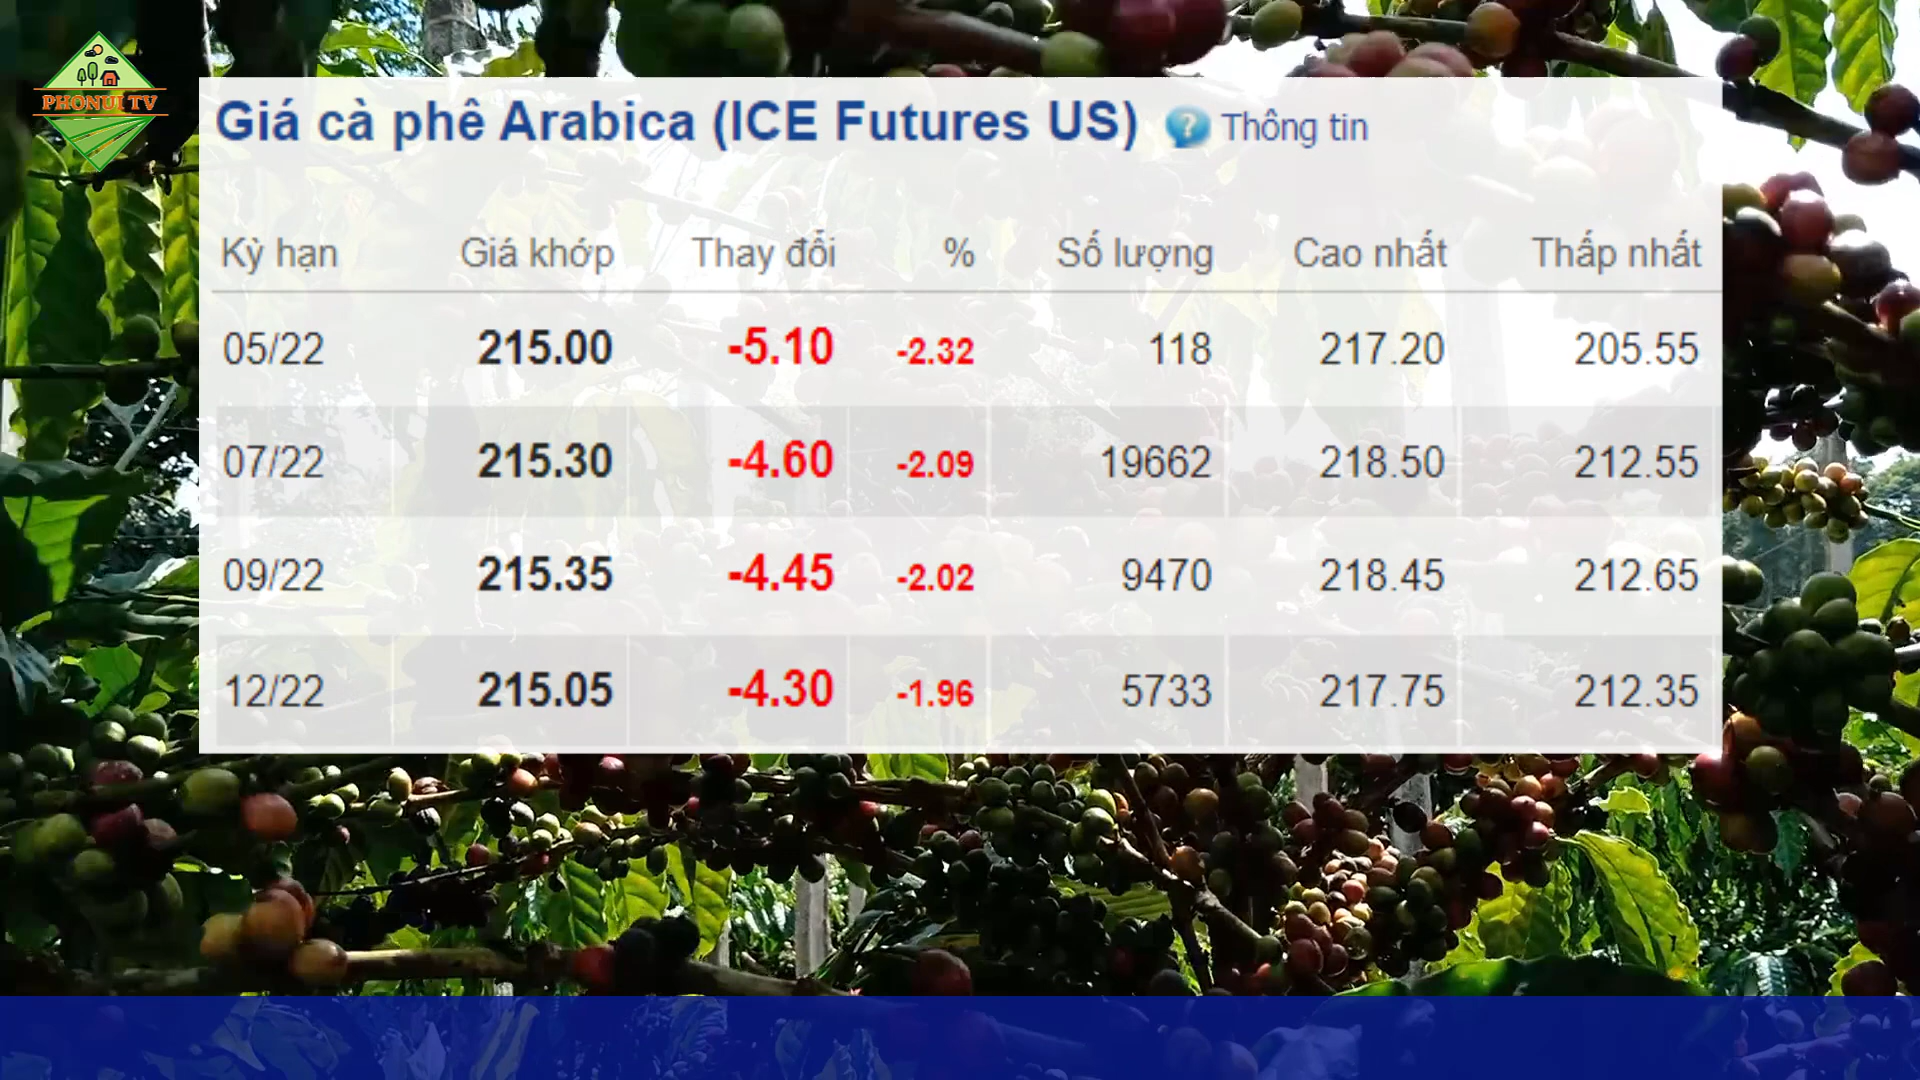 PHONUI TV
Giá cà phê Arabica (ICE Futures US) ? Thông tin
Kỳ hạn Giá khớp Thay đổi % Số lượng Cao nhất Thấp nhất
05/22 215.00 -5.10 -2.32 118 217.20 205.55
07/22 215.30 -4.60 -2.09 19662 218.50 212.55
09/22 215.35 -4.45 -2.02 9470 218.45 212.65
12/22 215.05 -4.30 -1.96 5733 217.75 212.35